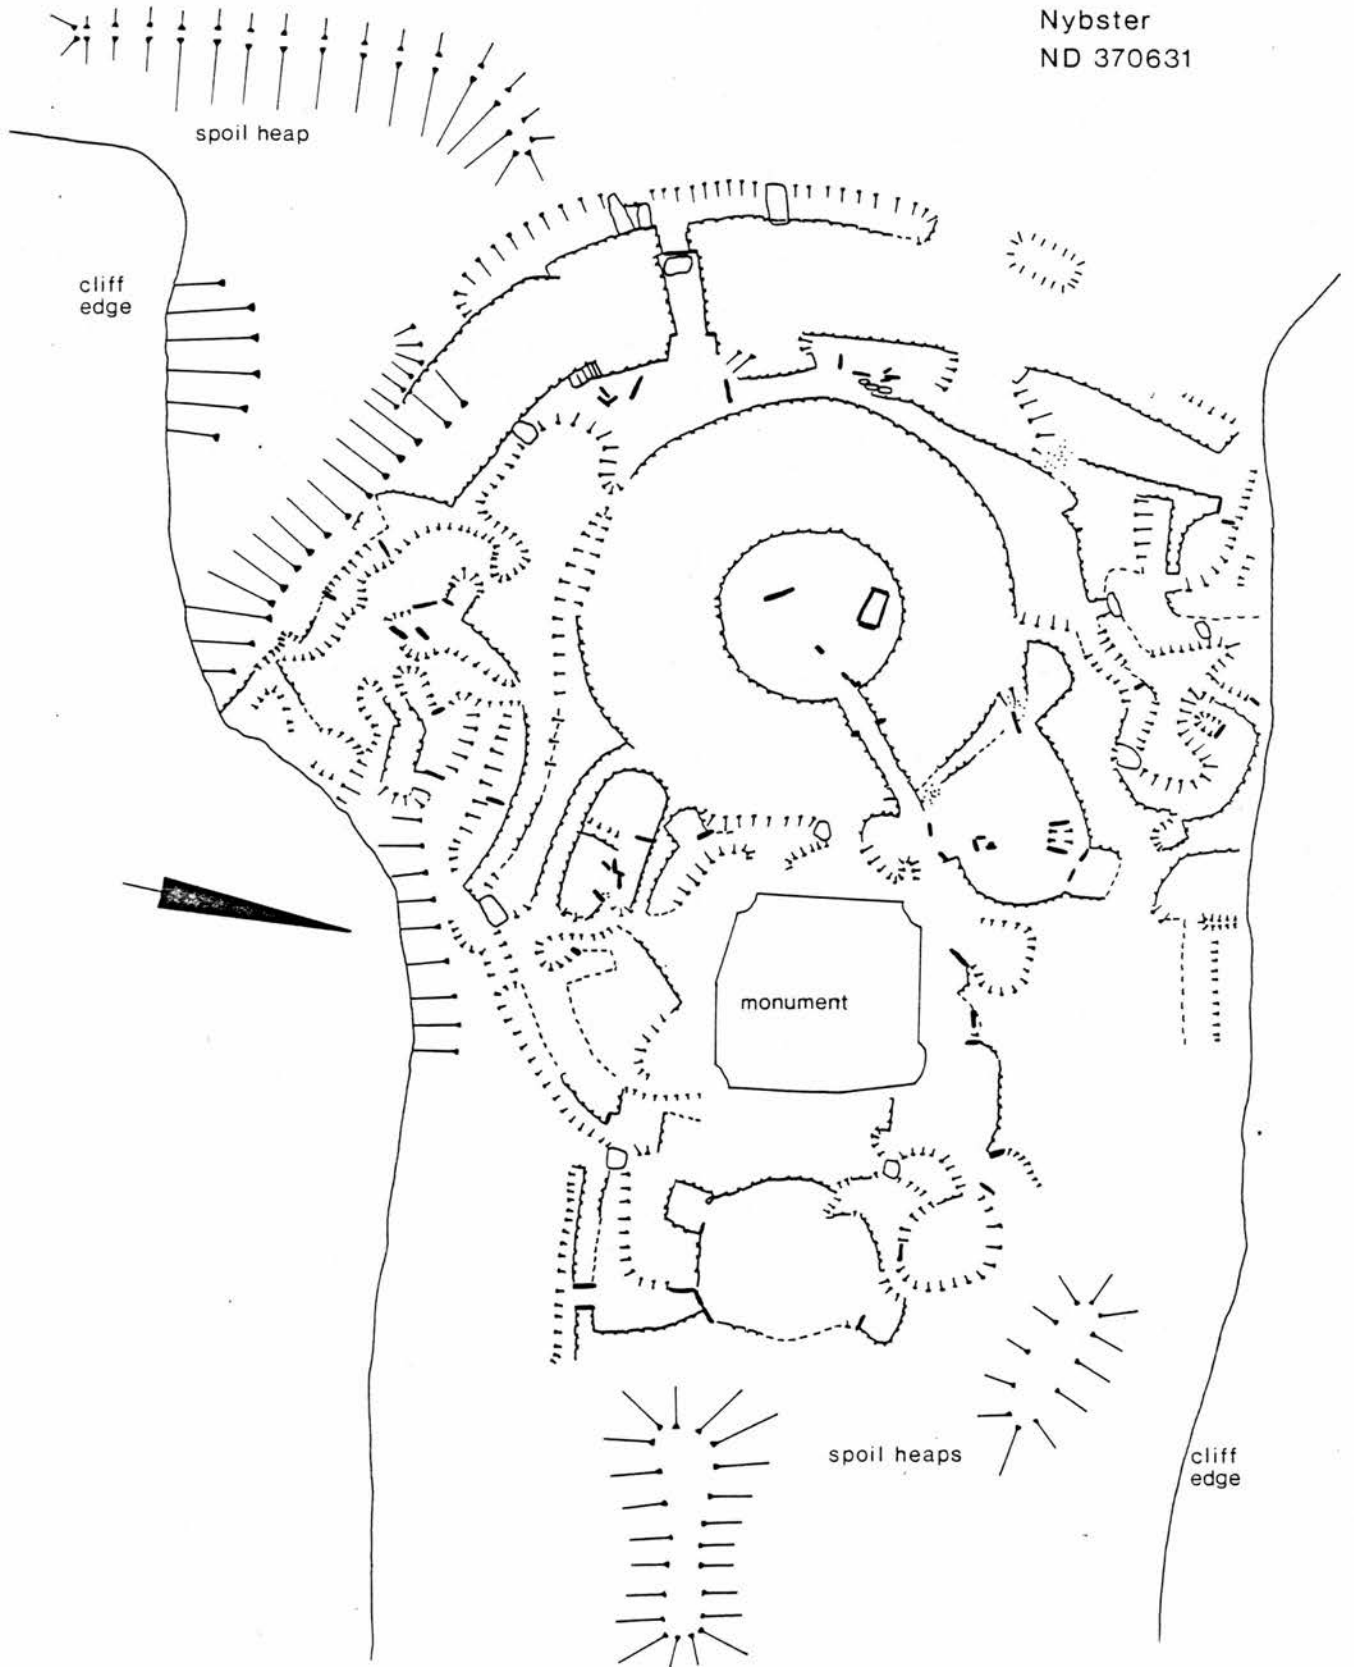 Nybster
ND 370631
spoil heap
cliff
edge
monument
spoil heaps
cliff
edge